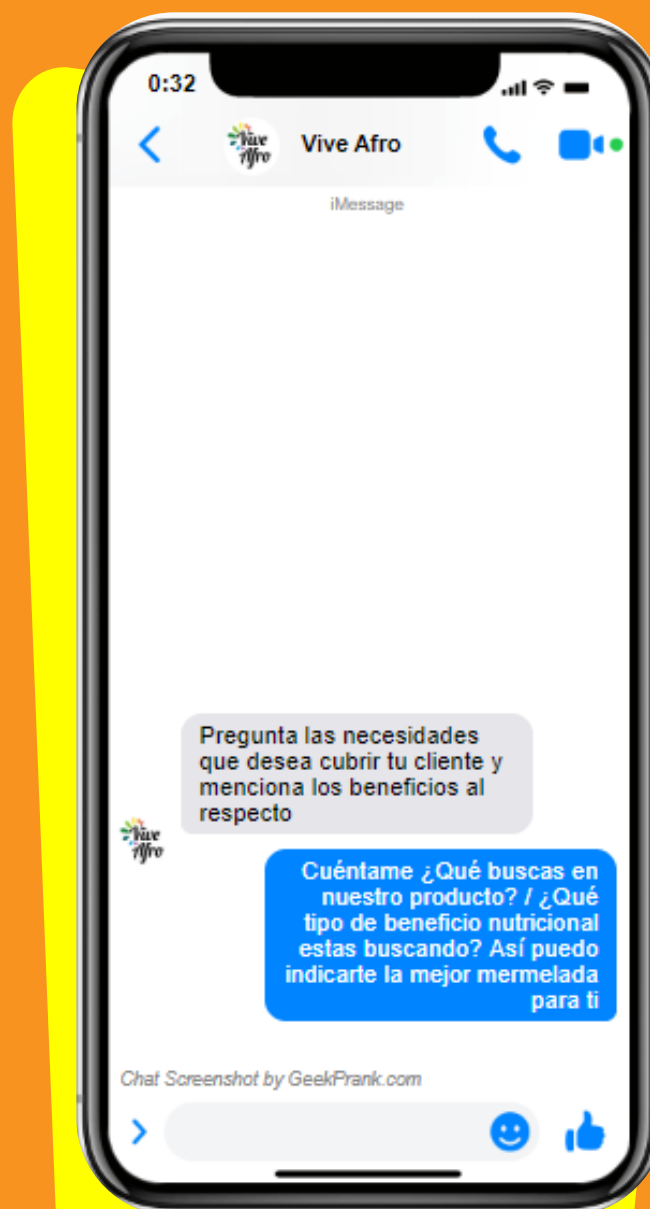 0:32
Vive Afro
Vive Afro
iMessage
Pregunta las necesidades
que desea cubrir tu cliente y
menciona los beneficios al
respecto
Vive
Afro
Cuéntame ¿Qué buscas en
nuestro producto? / ¿Qué
tipo de beneficio nutricional
estas buscando? Así puedo
indicarte la mejor mermelada
para ti
Chat Screenshot by GeekPrank.com